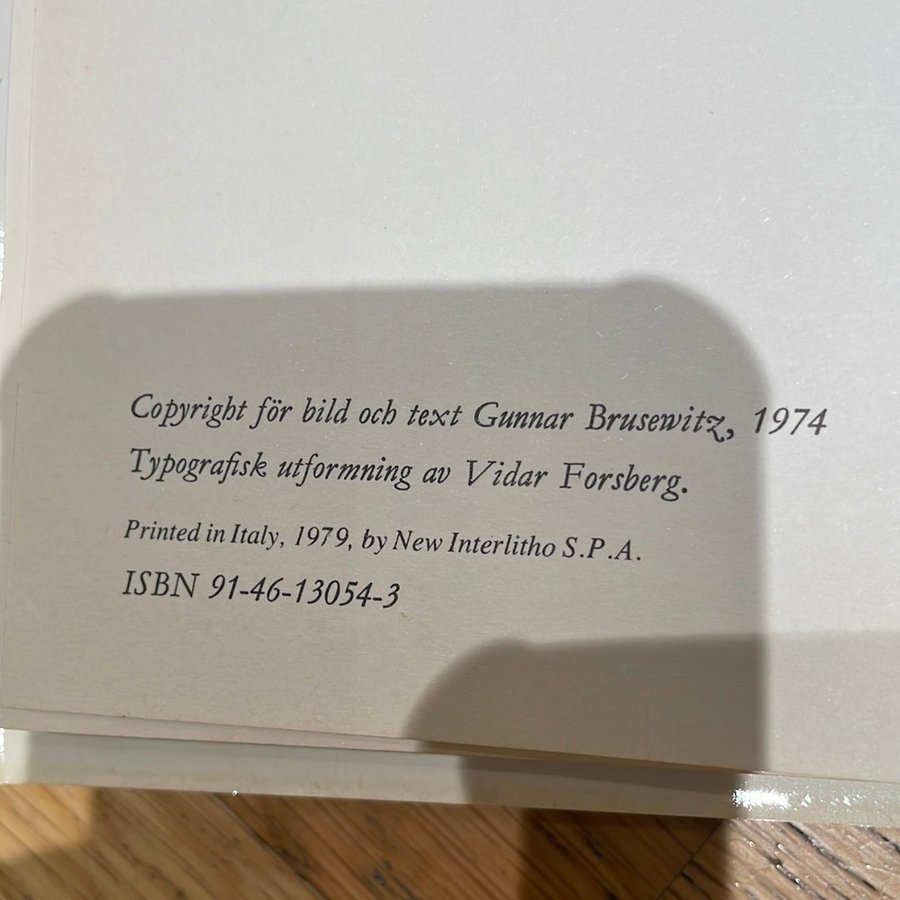 Copyright för bild och text Gunnar Brusewitz, 1974
Typografisk utformning av Vidar Forsberg.
Printed in Italy, 1979, by New Interlitho S.P.A.
ISBN 91-46-13054-3